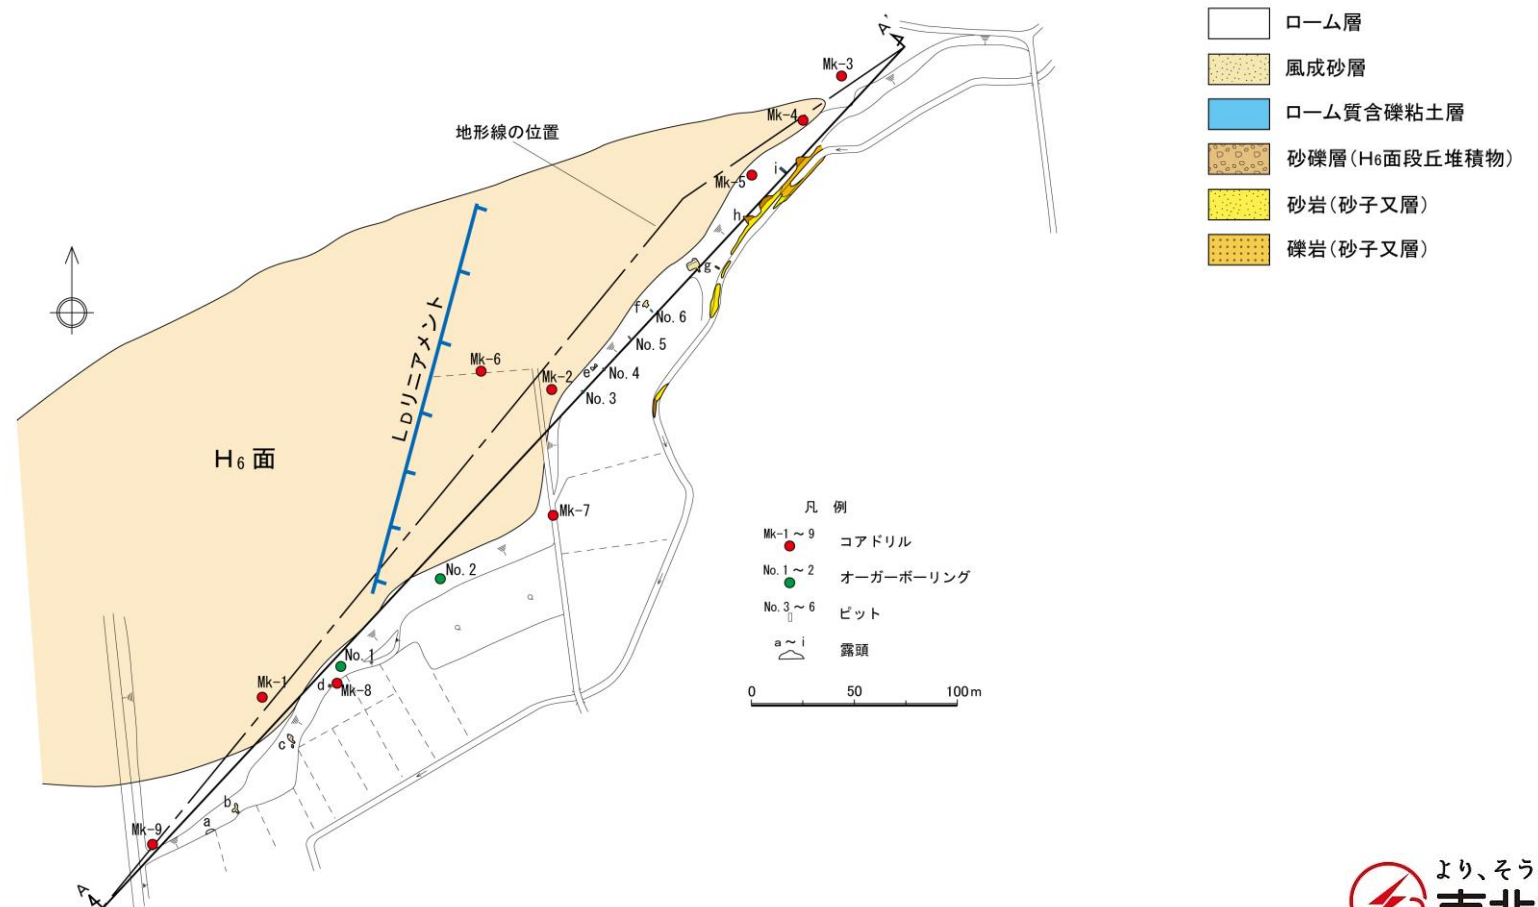 ローム層
風成砂層
ローム質含礫粘土層
砂礫層(H6面段丘堆積物)
砂岩(砂子又層)
礫岩(砂子又層)
A'
Mk-3
Mk-4
地形線の位置
i
Mk-5
h
g
f
No. 6
No. 5
LDリニアメント
Mk-6
e
No. 4
Mk-2
No. 3
H6 面
Mk-7
No. 2
No. 1
d
Mk-8
Mk-1
c
b
a
Mk-9
A
凡 例
Mk-1～9
コアドリル
No. 1～2
オーガーボーリング
No. 3～6
ピット
a～i
露頭
0 50 100m
より、そう
東北